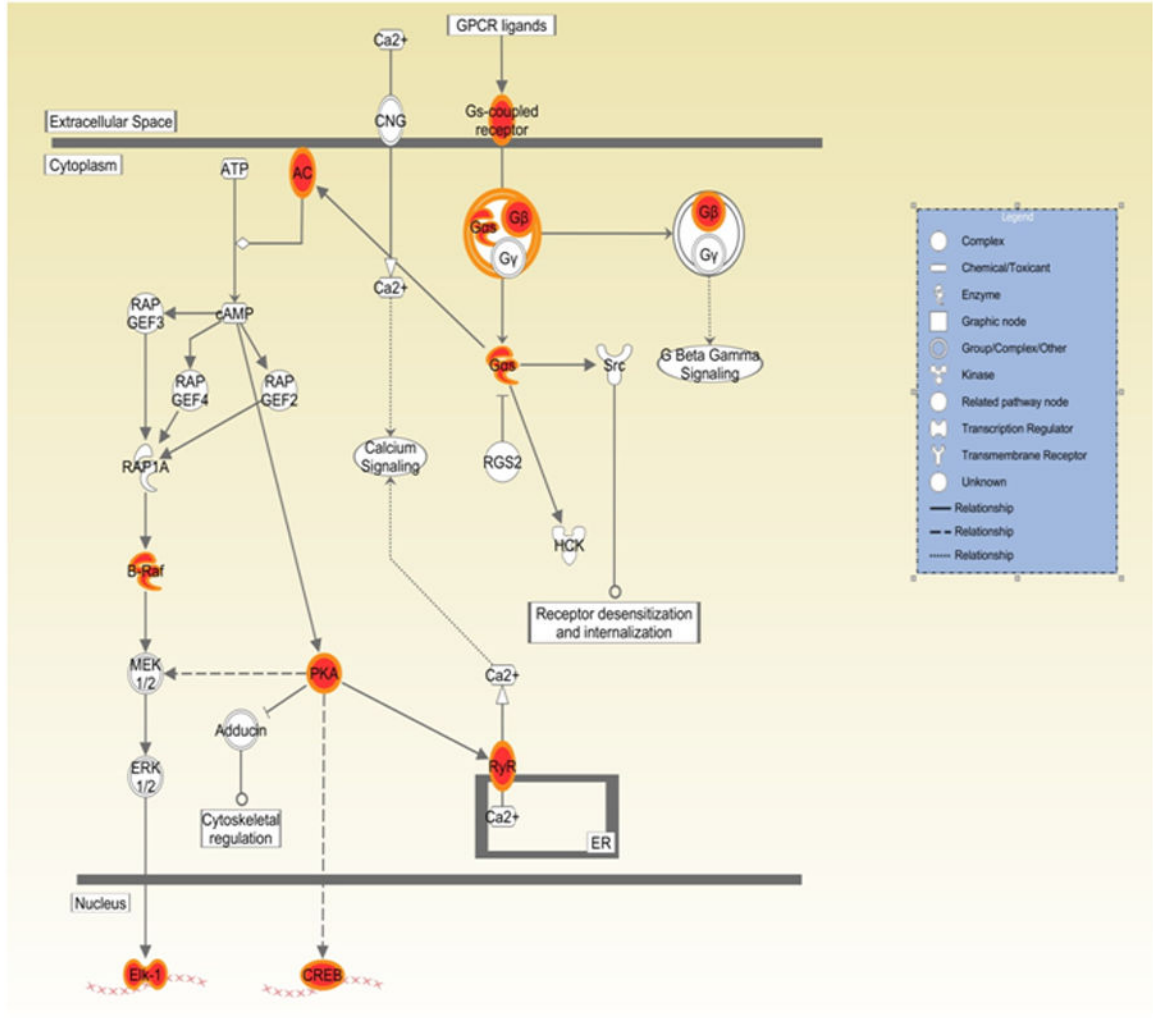 GPCR ligands
Ca2+
CNG
Gs-coupled
receptor
Extracellular Space
Cytoplasm
ATP
AC
Gαs
Gβ
Gγ
Gβ
Gγ
Ca2+
cAMP
RAP
GEF3
RAP
GEF4
RAP
GEF2
Gαs
Src
G Beta Gamma
Signaling
RAP1A
Calcium
Signaling
RGS2
HCK
B-Raf
Receptor desensitization
and internalization
MEK
1/2
PKA
Ca2+
Adducin
ERK
1/2
RyR
Cytoskeletal
regulation
Ca2+
ER
Nucleus
Elk-1
CREB
Legend
Complex
Chemical/Toxicant
Enzyme
Graphic node
Group/Complex/Other
Kinase
Related pathway node
Transcription Regulator
Transmembrane Receptor
Unknown
Relationship
Relationship
Relationship